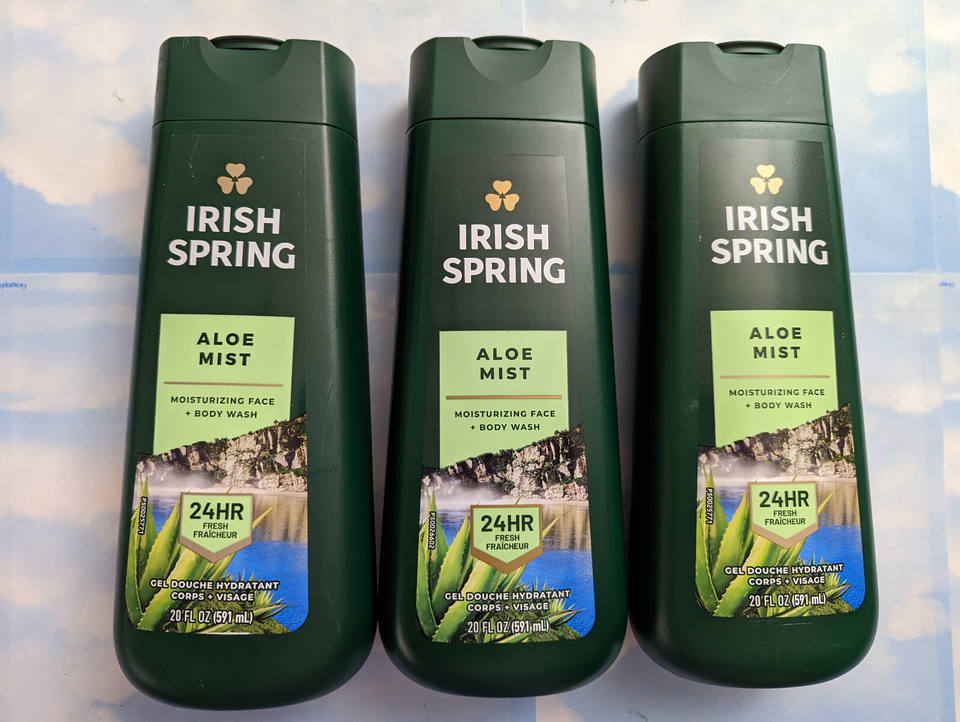 IRISH
SPRING
ALOE
MIST
MOISTURIZING FACE
+ BODY WASH
P50025771
24HR
FRESH
FRAÎCHEUR
GEL DOUCHE HYDRATANT
CORPS + VISAGE
20 FL OZ (591 mL)
IRISH
SPRING
ALOE
MIST
MOISTURIZING FACE
+ BODY WASH
P50026602
24HR
FRESH
FRAÎCHEUR
GEL DOUCHE HYDRATANT
CORPS + VISAGE
20 FL OZ (591 mL)
IRISH
SPRING
ALOE
MIST
MOISTURIZING FACE
+ BODY WASH
P50025771
24HR
FRESH
FRAÎCHEUR
GEL DOUCHE HYDRATANT
CORPS + VISAGE
20 FL OZ (591 mL)